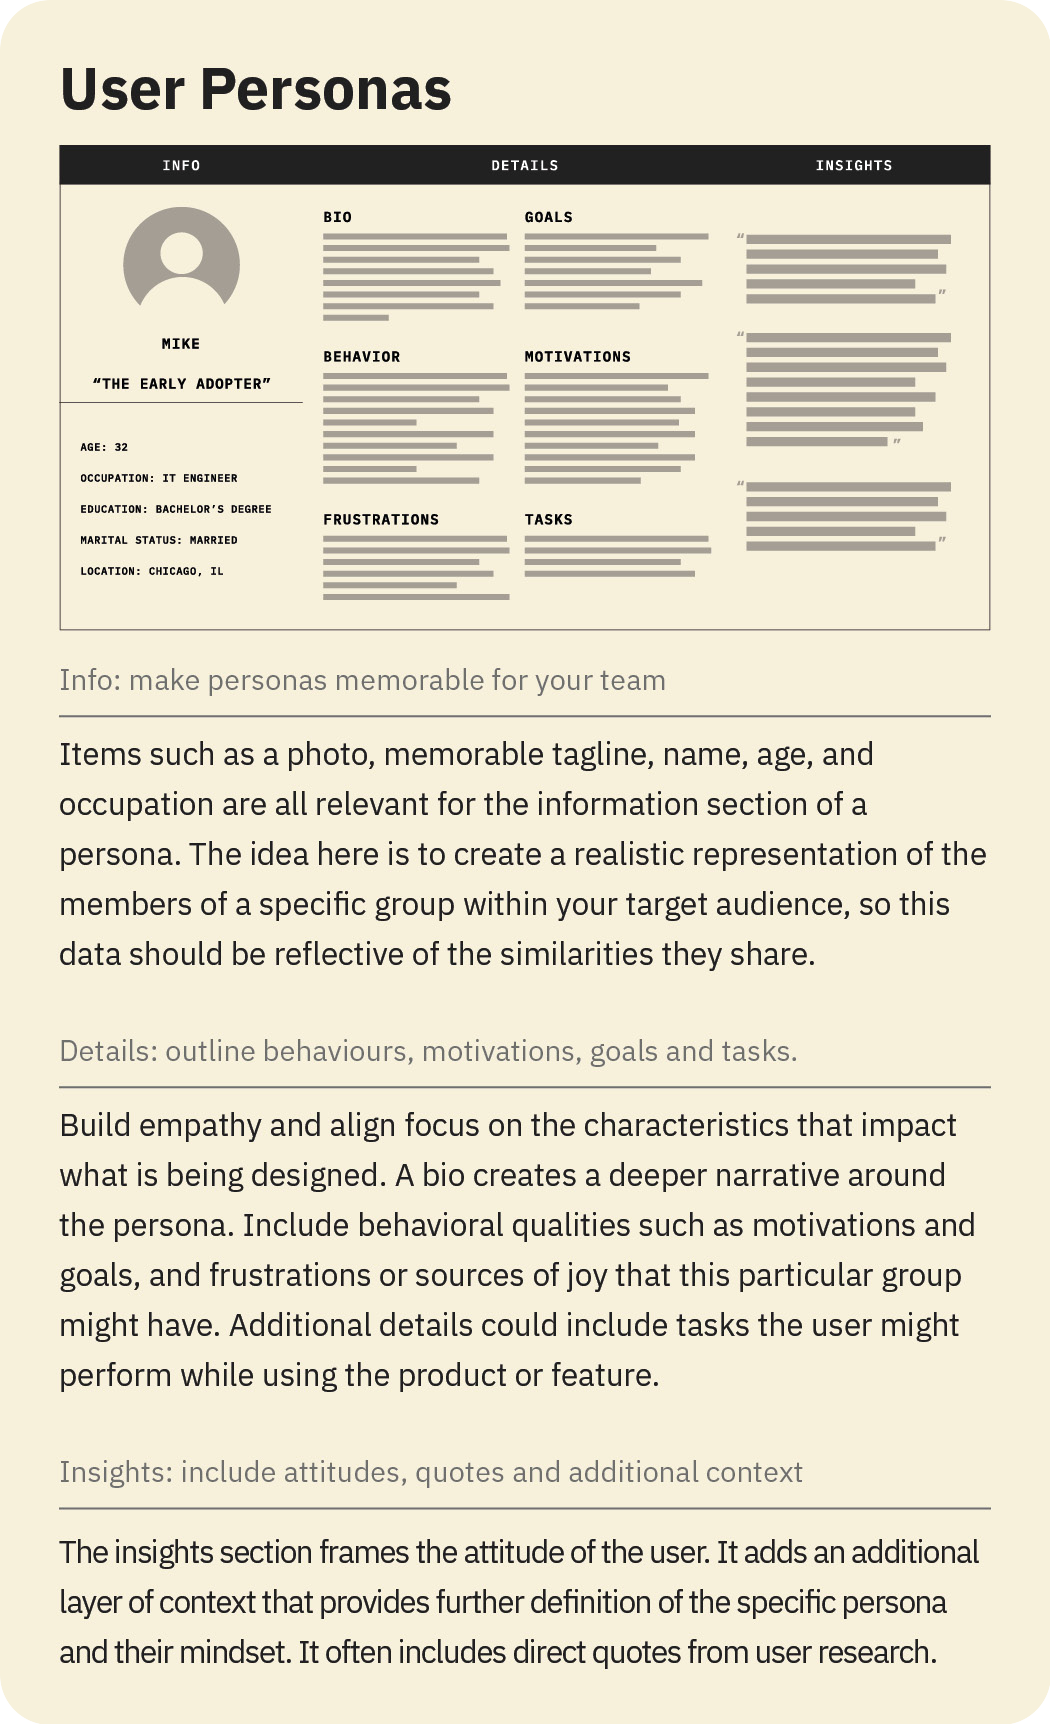 User Personas
INFO
DETAILS
INSIGHTS
MIKE
“THE EARLY ADOPTER”
AGE: 32
OCCUPATION: IT ENGINEER
EDUCATION: BACHELOR’S DEGREE
MARITAL STATUS: MARRIED
LOCATION: CHICAGO, IL
BIO
GOALS
BEHAVIOR
MOTIVATIONS
FRUSTRATIONS
TASKS
“
”
“
”
“
”
Info: make personas memorable for your team
Items such as a photo, memorable tagline, name, age, and
occupation are all relevant for the information section of a
persona. The idea here is to create a realistic representation of the
members of a specific group within your target audience, so this
data should be reflective of the similarities they share.
Details: outline behaviours, motivations, goals and tasks.
Build empathy and align focus on the characteristics that impact
what is being designed. A bio creates a deeper narrative around
the persona. Include behavioral qualities such as motivations and
goals, and frustrations or sources of joy that this particular group
might have. Additional details could include tasks the user might
perform while using the product or feature.
Insights: include attitudes, quotes and additional context
The insights section frames the attitude of the user. It adds an additional
layer of context that provides further definition of the specific persona
and their mindset. It often includes direct quotes from user research.